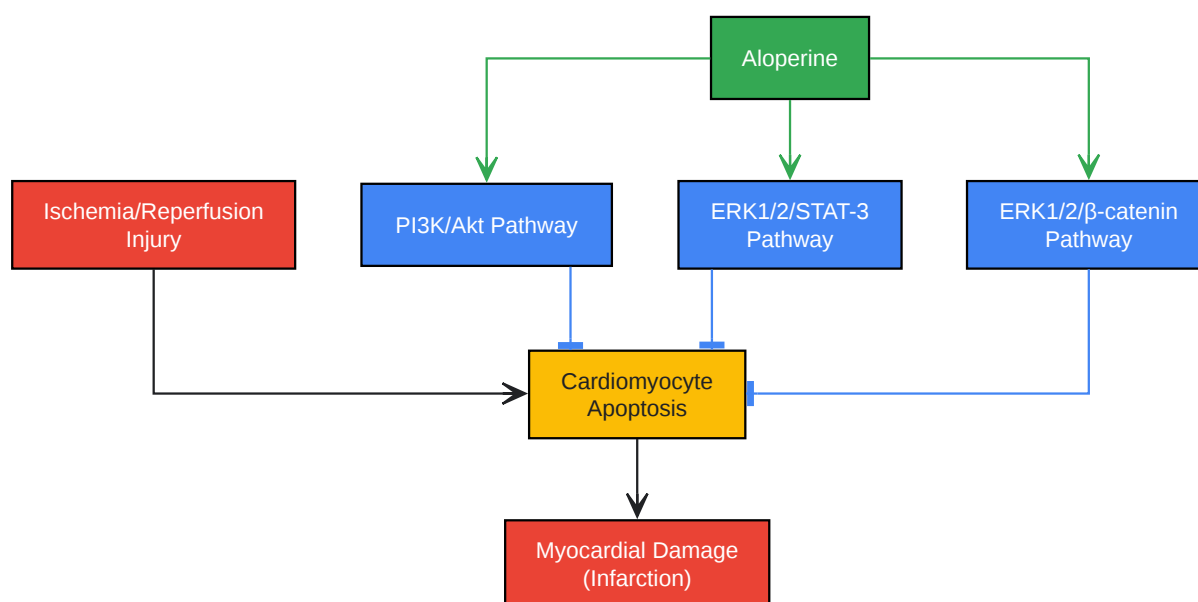 Aloperine
Ischemia/Reperfusion
Injury
PI3K/Akt Pathway
ERK1/2/STAT-3
Pathway
ERK1/2/β-catenin
Pathway
Cardiomyocyte
Apoptosis
Myocardial Damage
(Infarction)